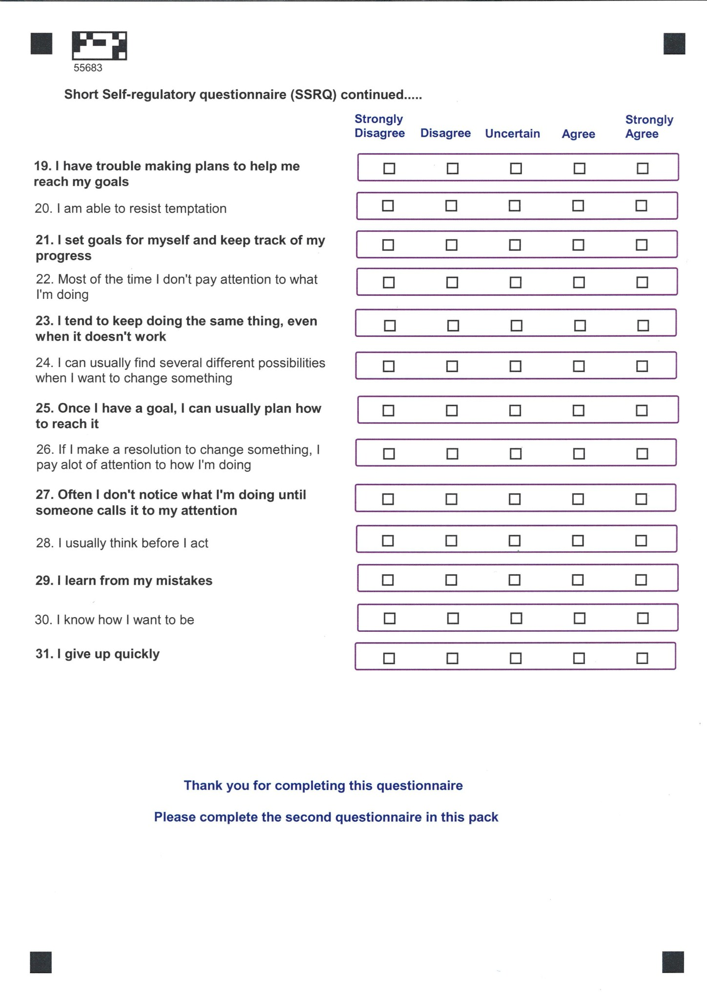 55683
Short Self-regulatory questionnaire (SSRQ) continued.....
Strongly Disagree
Disagree
Uncertain
Agree
Strongly Agree
19. I have trouble making plans to help me
reach my goals
20. I am able to resist temptation
21. I set goals for myself and keep track of my
progress
22. Most of the time I don't pay attention to what
I'm doing
23. I tend to keep doing the same thing, even
when it doesn't work
24. I can usually find several different possibilities
when I want to change something
25. Once I have a goal, I can usually plan how
to reach it
26. If I make a resolution to change something, I
pay alot of attention to how I'm doing
27. Often I don't notice what I'm doing until
someone calls it to my attention
28. I usually think before I act
29. I learn from my mistakes
30. I know how I want to be
31. I give up quickly
Thank you for completing this questionnaire
Please complete the second questionnaire in this pack